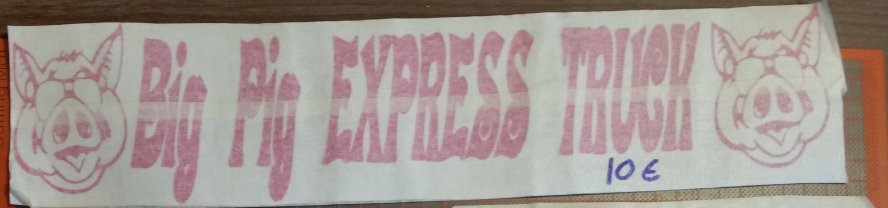 Big Pig EXPRESS TRUCK
10 €